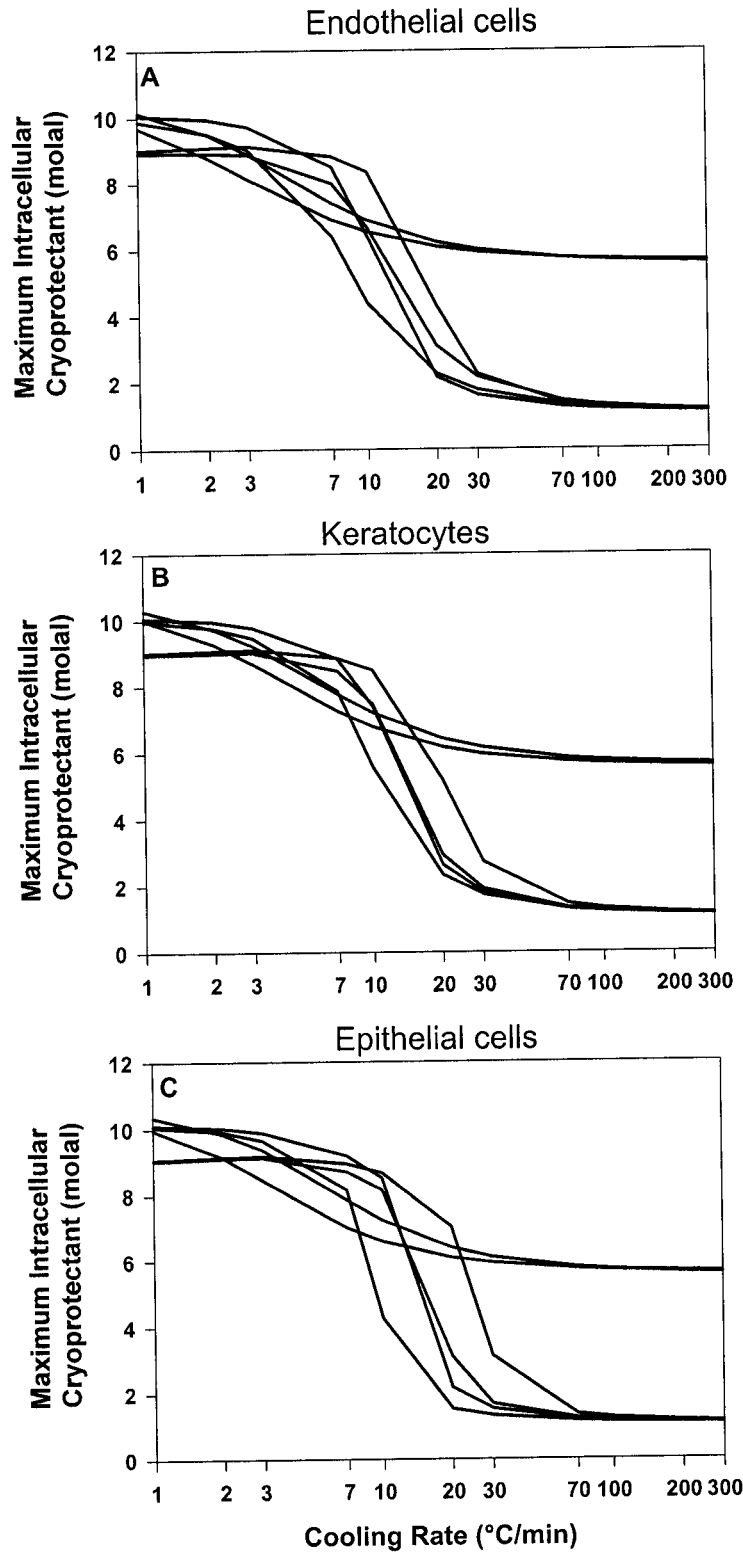 Endothelial cells
A
Maximum Intracellular
Cryoprotectant (molal)
12
10
8
6
4
2
0
1 2 3 7 10 20 30 70 100 200 300
Keratocytes
B
Maximum Intracellular
Cryoprotectant (molal)
12
10
8
6
4
2
0
1 2 3 7 10 20 30 70 100 200 300
Epithelial cells
C
Maximum Intracellular
Cryoprotectant (molal)
12
10
8
6
4
2
0
1 2 3 7 10 20 30 70 100 200 300
Cooling Rate (°C/min)